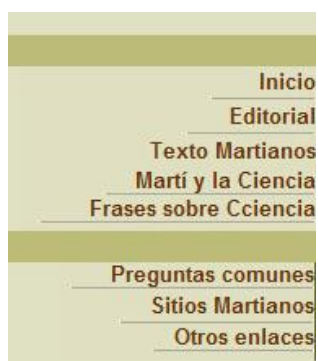 Inicio
Editorial
Texto Martianos
Martí y la Ciencia
Frases sobre Cciencia
Preguntas comunes
Sitios Martianos
Otros enlaces